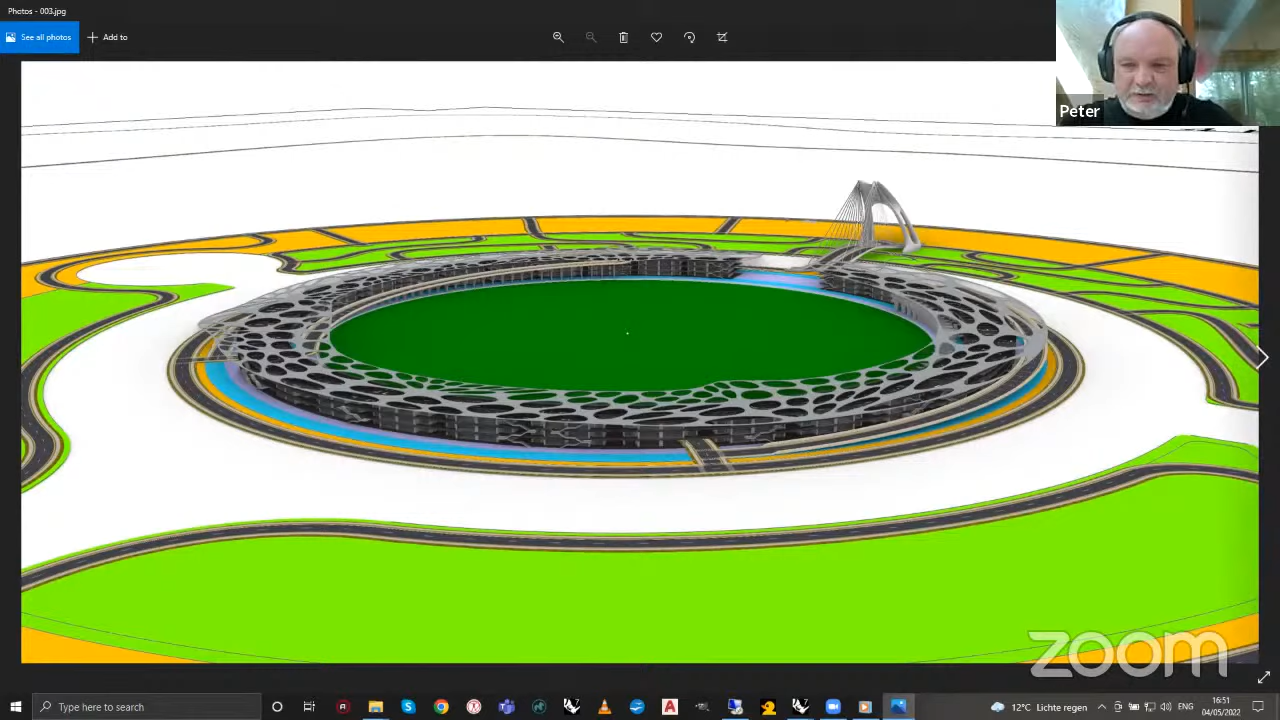 Photos - 003.jpg
See all photos
Add to
Peter
zoom
Type here to search
12°C Lichte regen
ENG
16:51
04/05/2022